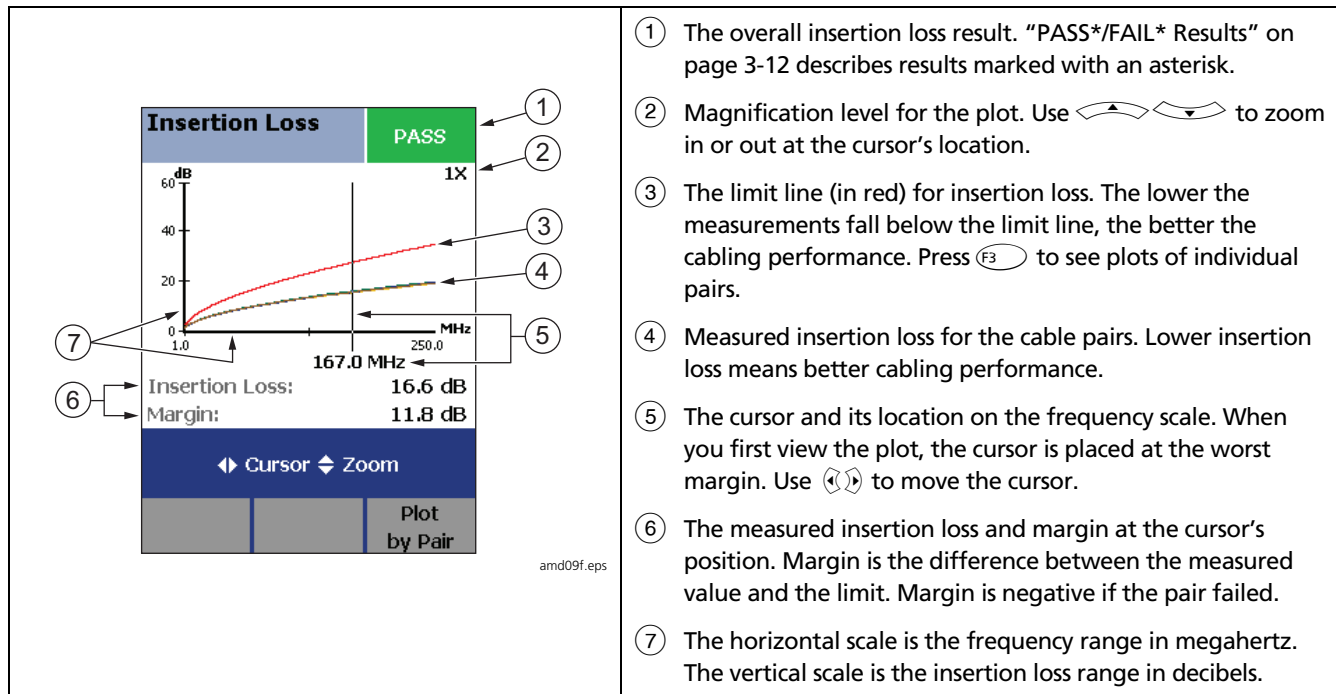 Insertion Loss
PASS
1X
dB
60
40
20
0
1.0
MHz
250.0
167.0 MHz
Insertion Loss: 16.6 dB
Margin: 11.8 dB
Cursor Zoom
Plot
by Pair
1
2
3
4
5
6
7
amd09f.eps
1 The overall insertion loss result. “PASS*/FAIL* Results” on
page 3-12 describes results marked with an asterisk.
2 Magnification level for the plot. Use to zoom
in or out at the cursor’s location.
3 The limit line (in red) for insertion loss. The lower the
measurements fall below the limit line, the better the
cabling performance. Press F3 to see plots of individual
pairs.
4 Measured insertion loss for the cable pairs. Lower insertion
loss means better cabling performance.
5 The cursor and its location on the frequency scale. When
you first view the plot, the cursor is placed at the worst
margin. Use to move the cursor.
6 The measured insertion loss and margin at the cursor’s
position. Margin is the difference between the measured
value and the limit. Margin is negative if the pair failed.
7 The horizontal scale is the frequency range in megahertz.
The vertical scale is the insertion loss range in decibels.